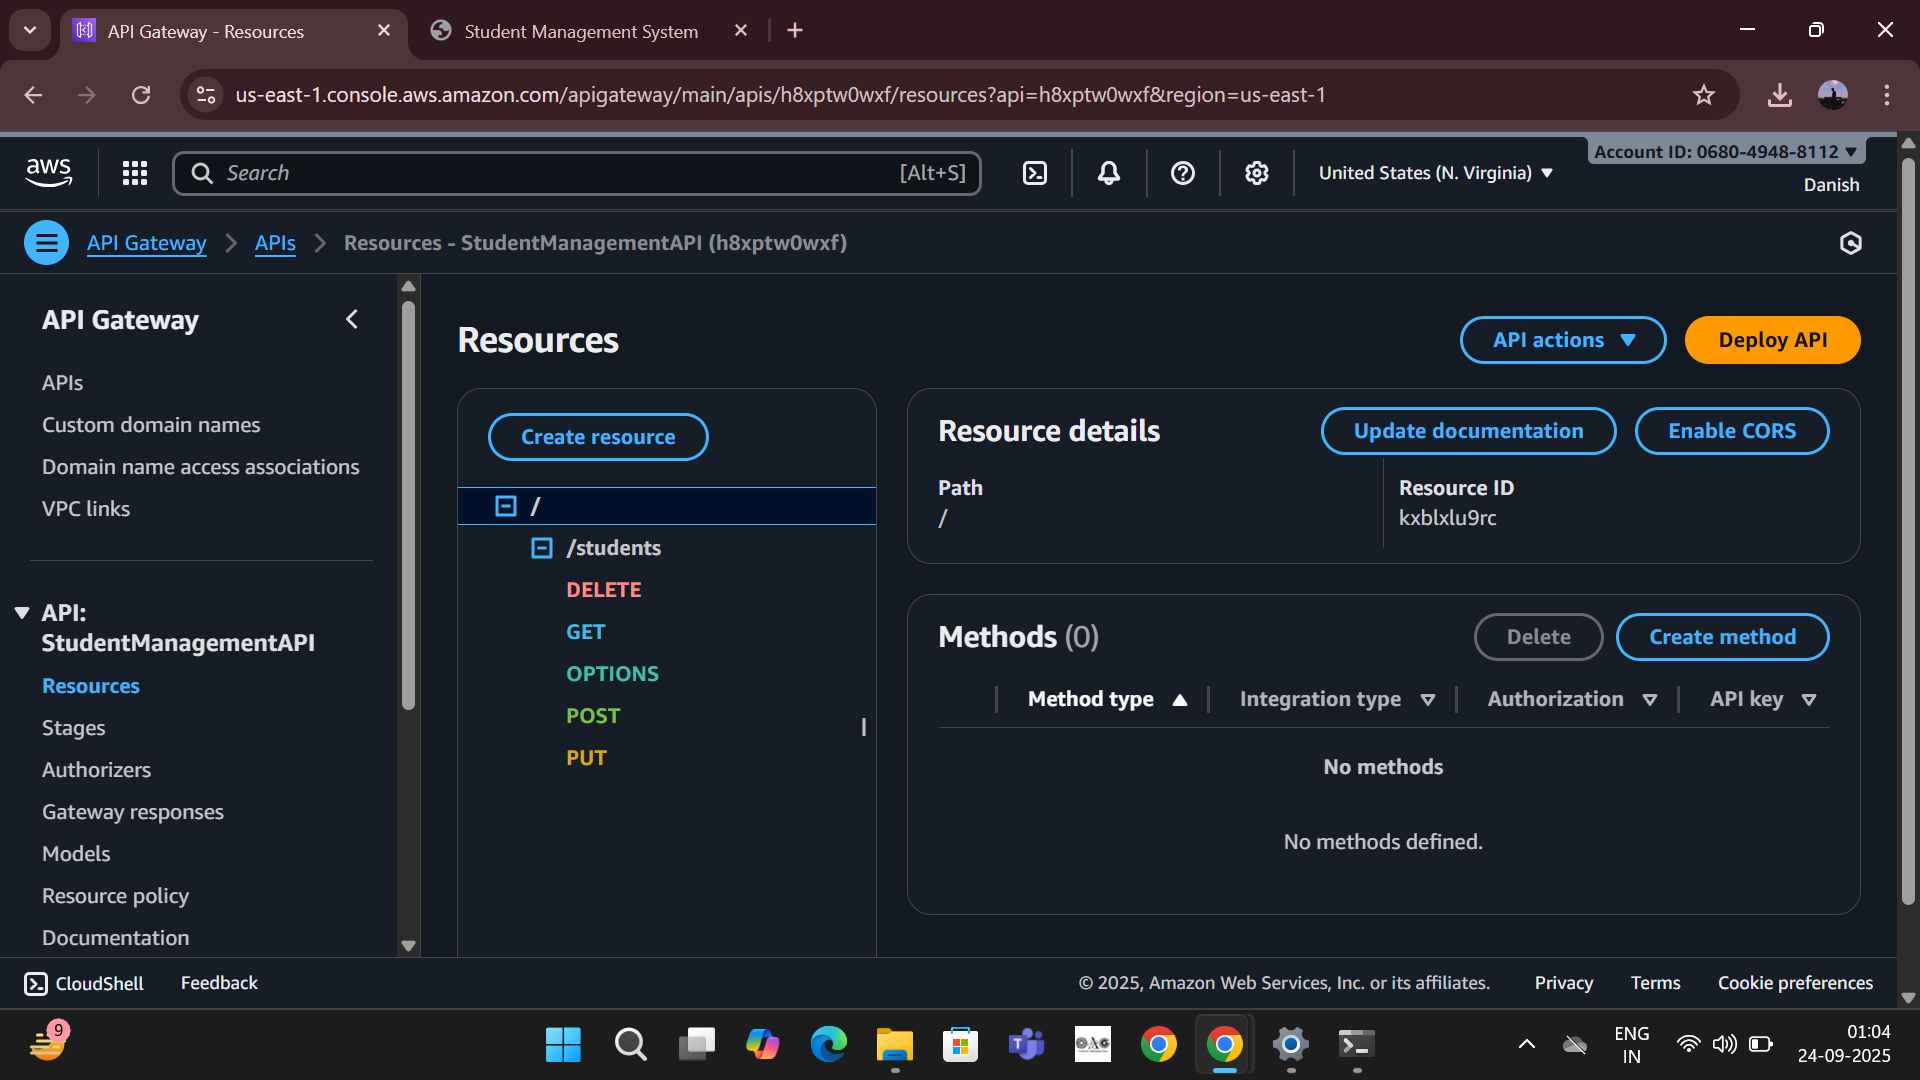 API Gateway - Resources
Student Management System
us-east-1.console.aws.amazon.com/apigateway/main/apis/h8xptw0wxf/resources?api=h8xptw0wxf&region=us-east-1
aws
Search
[Alt+S]
United States (N. Virginia)
Account ID: 0680-4948-8112
Danish
API Gateway
APIs
Resources - StudentManagementAPI (h8xptw0wxf)
API Gateway
APIs
Custom domain names
Domain name access associations
VPC links
API:
StudentManagementAPI
Resources
Stages
Authorizers
Gateway responses
Models
Resource policy
Documentation
Resources
API actions
Deploy API
Create resource
/
/students
DELETE
GET
OPTIONS
POST
PUT
Resource details
Update documentation
Enable CORS
Path
/
Resource ID
kxblxlu9rc
Methods (0)
Delete
Create method
Method type
Integration type
Authorization
API key
No methods
No methods defined.
CloudShell
Feedback
© 2025, Amazon Web Services, Inc. or its affiliates.
Privacy
Terms
Cookie preferences
9
OAG
ENG
IN
01:04
24-09-2025